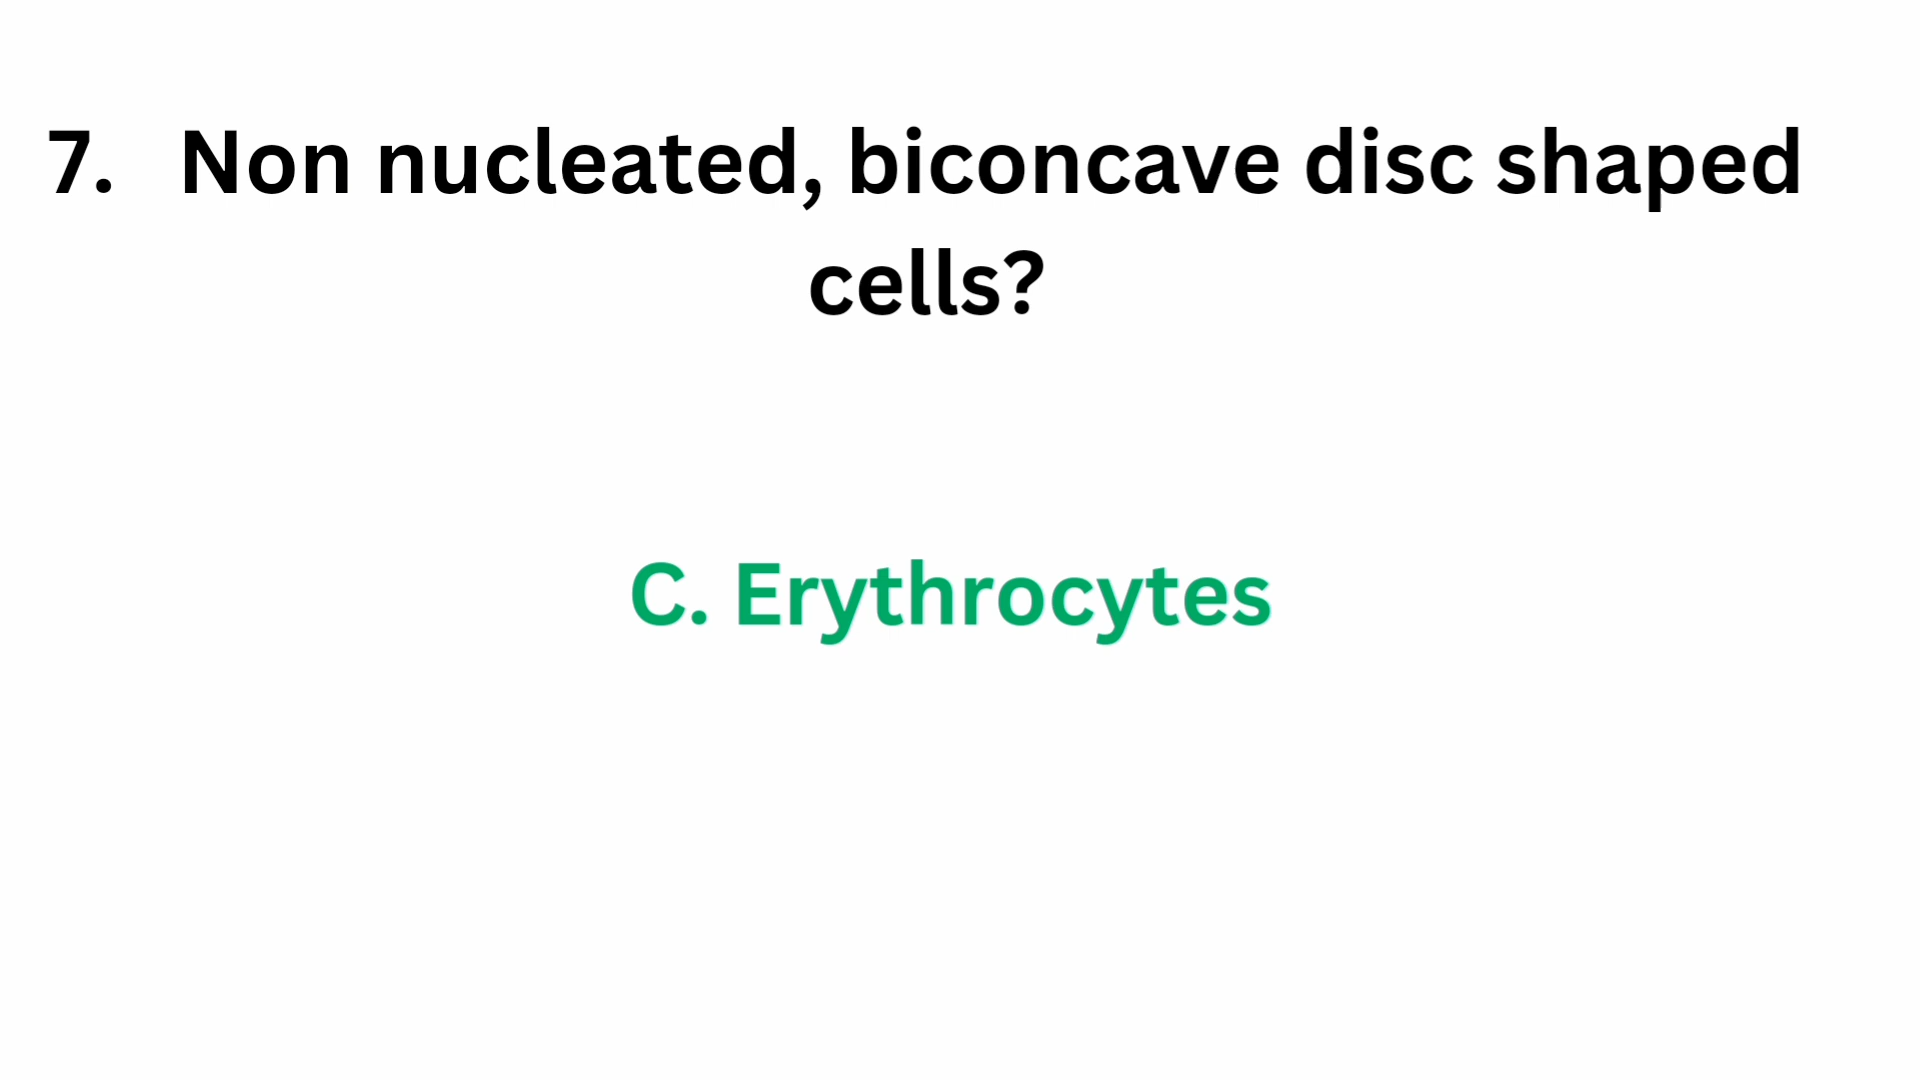 7. Non nucleated, biconcave disc shaped
cells?
C. Erythrocytes